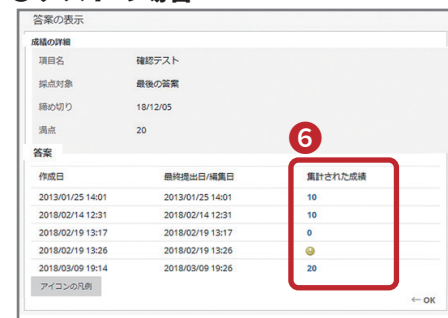 答案の表示
成績の詳細
項目名 確認テスト
採点対象 最後の答案
締め切り 18/12/05
満点 20
6
答案
作成日 最終提出日/編集日 集計された成績
2013/01/25 14:01 2013/01/25 14:01 10
2018/02/14 12:31 2018/02/14 12:31 10
2018/02/19 13:17 2018/02/19 13:17 0
2018/02/19 13:26 2018/02/19 13:26
2018/03/09 19:14 2018/03/09 19:26 20
アイコンの凡例
← OK